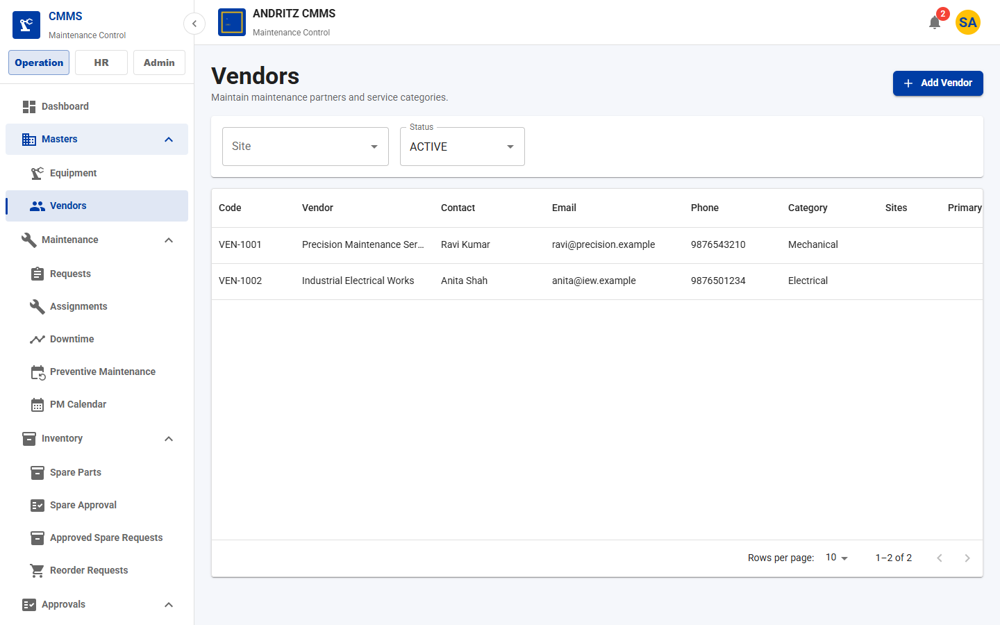 CMMS
Maintenance Control
Operation HR Admin
Dashboard
Masters
Equipment
Vendors
Maintenance
Requests
Assignments
Downtime
Preventive Maintenance
PM Calendar
Inventory
Spare Parts
Spare Approval
Approved Spare Requests
Reorder Requests
Approvals
ANDRITZ CMMS
Maintenance Control
2
SA
Vendors
Maintain maintenance partners and service categories.
Add Vendor
Site
Status
ACTIVE
Code Vendor Contact Email Phone Category Sites Primary
VEN-1001 Precision Maintenance Ser... Ravi Kumar ravi@precision.example 9876543210 Mechanical
VEN-1002 Industrial Electrical Works Anita Shah anita@iew.example 9876501234 Electrical
Rows per page: 10 1–2 of 2